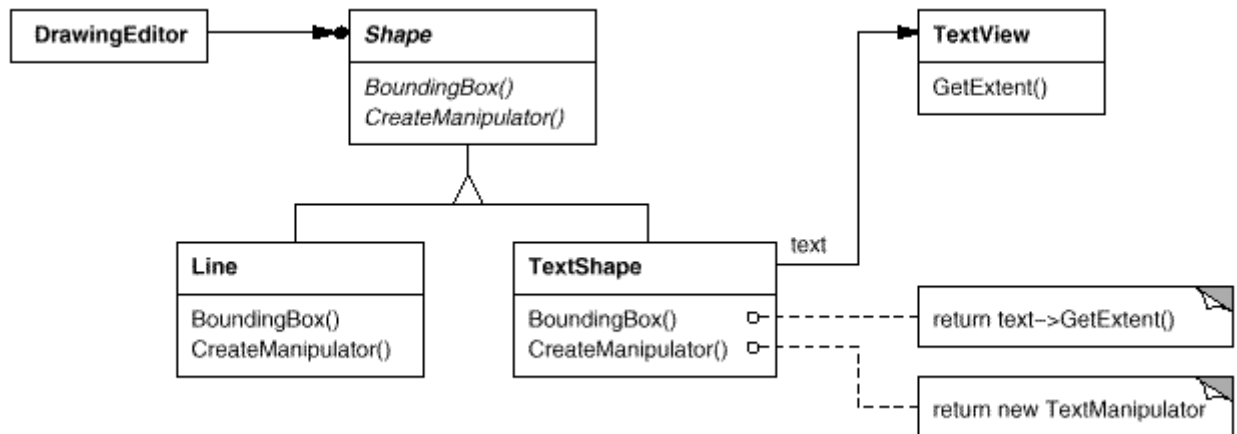 DrawingEditor
Shape
BoundingBox()
CreateManipulator()
TextView
GetExtent()
Line
BoundingBox()
CreateManipulator()
TextShape
BoundingBox()
CreateManipulator()
text
return text->GetExtent()
return new TextManipulator